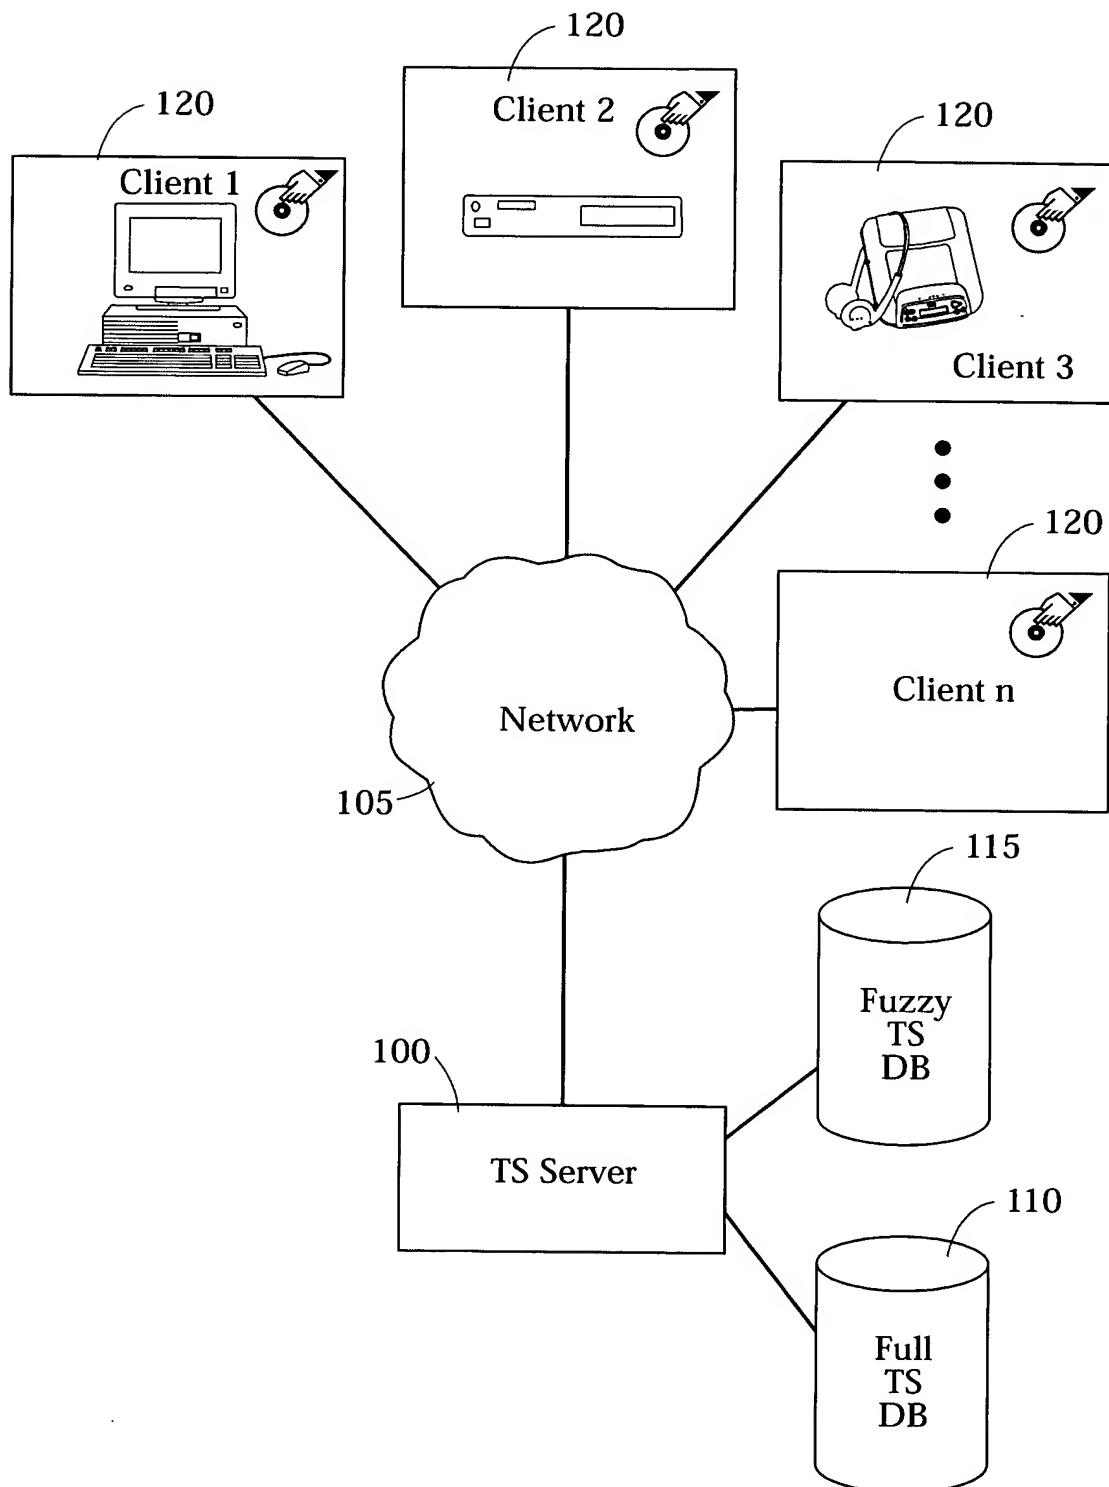 120
Client 2
120
Client 1
120
Client 3
120
Client n
Network
105
115
Fuzzy
TS
DB
100
TS Server
110
Full
TS
DB